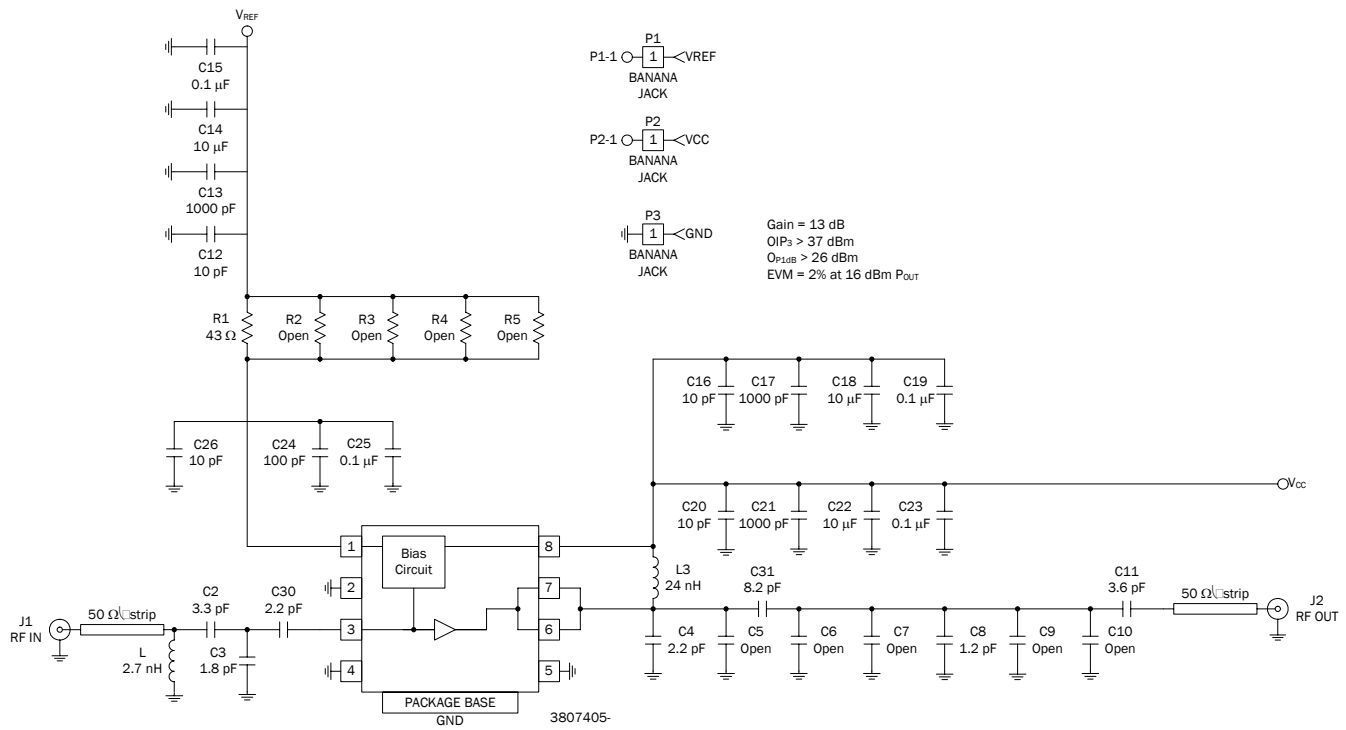 VREF
C15
0.1 µF
C14
10 µF
C13
1000 pF
C12
10 pF
P1
P1-1
1
VREF
BANANA
JACK
P2
P2-1
1
VCC
BANANA
JACK
P3
1
GND
BANANA
JACK
Gain = 13 dB
OIP3 > 37 dBm
OP1dB > 26 dBm
EVM = 2% at 16 dBm POUT
R1
43 Ω
R2
Open
R3
Open
R4
Open
R5
Open
C16
10 pF
C17
1000 pF
C18
10 µF
C19
0.1 µF
C26
10 pF
C24
100 pF
C25
0.1 µF
VCC
C20
10 pF
C21
1000 pF
C22
10 µF
C23
0.1 µF
1
Bias
Circuit
8
2
7
3
6
4
5
L3
24 nH
C31
8.2 pF
C11
3.6 pF
50 Ω\□strip
J2
RF OUT
J1
RF IN
50 Ω\□strip
C2
3.3 pF
C30
2.2 pF
L
2.7 nH
C3
1.8 pF
C4
2.2 pF
C5
Open
C6
Open
C7
Open
C8
1.2 pF
C9
Open
C10
Open
PACKAGE BASE
GND
3807405-